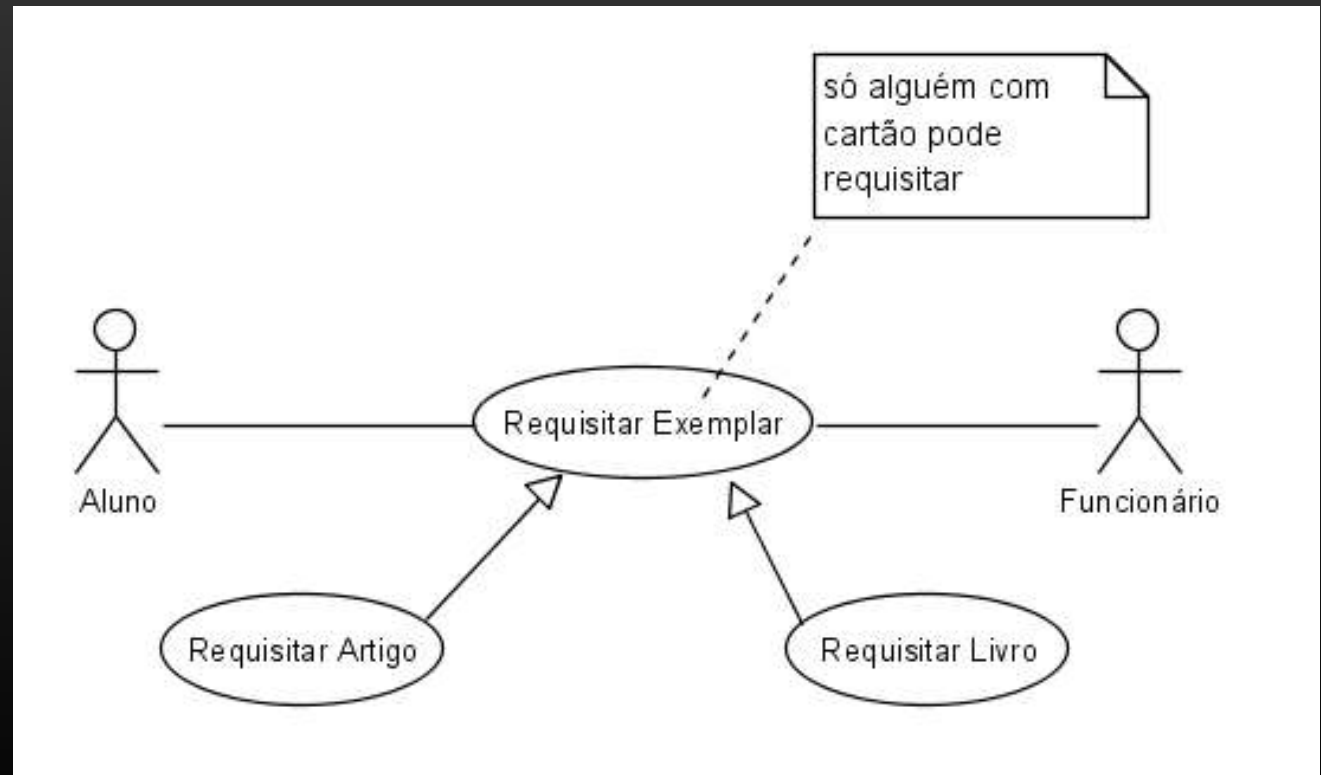 só alguém com
cartão pode
requisitar
Requisitar Exemplar
Aluno
Funcionário
Requisitar Artigo
Requisitar Livro